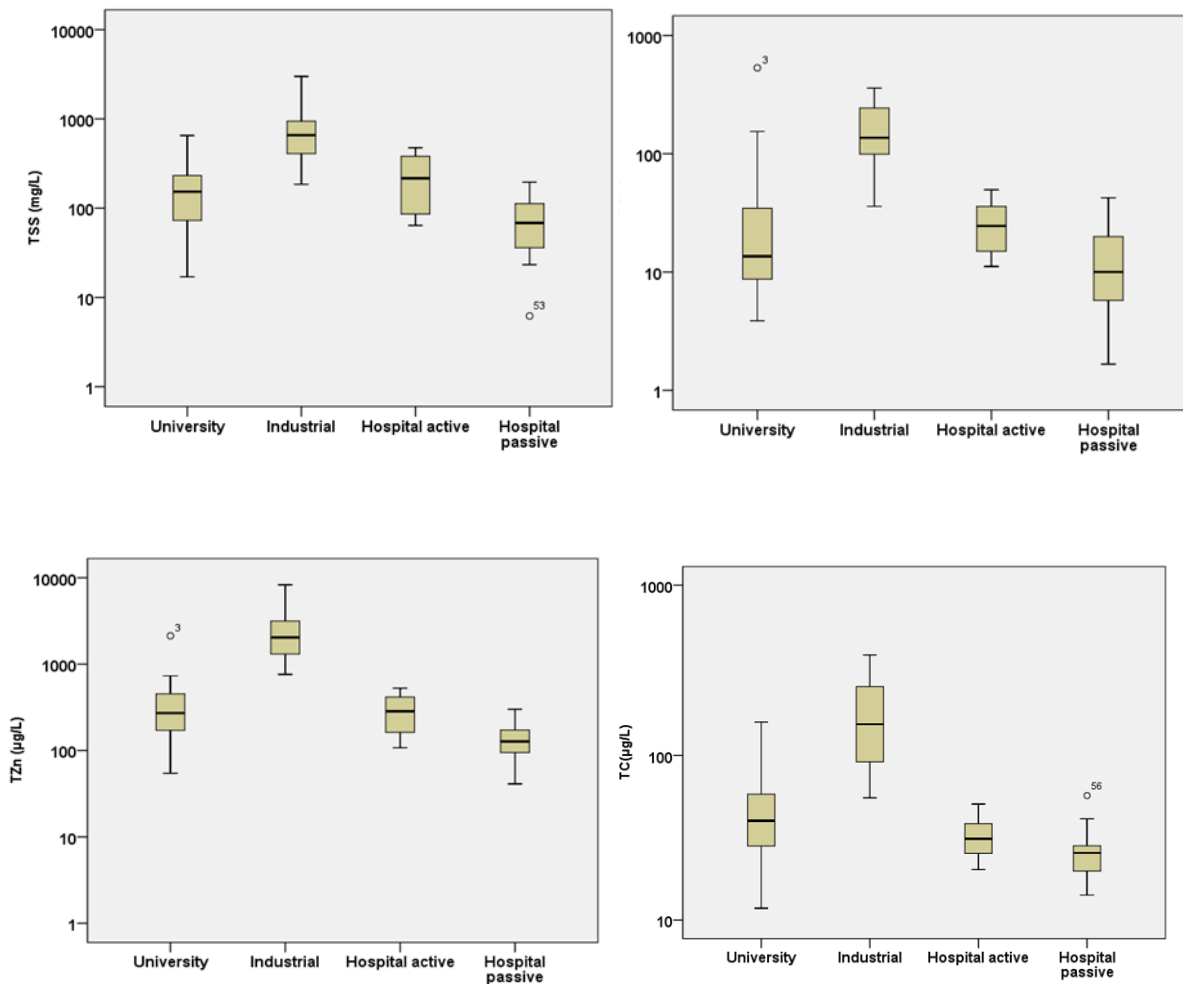 10000
1000
100
10
1
TSS (mg/L)
53
University
Industrial
Hospital active
Hospital
passive
1000
100
10
1
3
University
Industrial
Hospital active
Hospital
passive
10000
1000
100
10
1
TZn (µg/L)
3
University
Industrial
Hospital active
Hospital
passive
1000
100
10
TC(µg/L)
56
University
Industrial
Hospital active
Hospital
passive